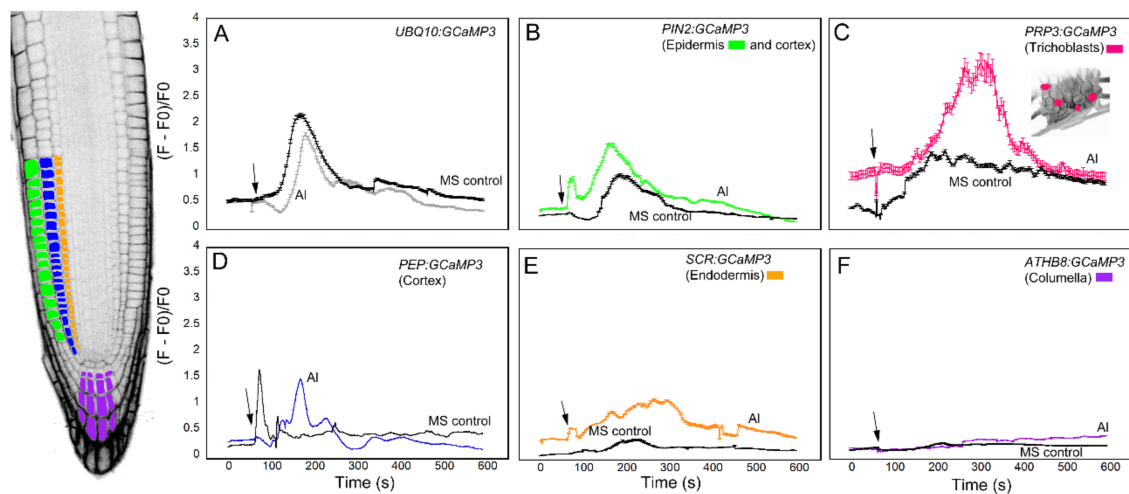 A
UBQ10:GCaMP3
(F - F0)/F0
4
3.5
3
2.5
2
1.5
1
0.5
0
MS control
Al
B
PIN2:GCaMP3
(Epidermis and cortex)
Al
MS control
C
PRP3:GCaMP3
(Trichoblasts)
Al
MS control
D
PEP:GCaMP3
(Cortex)
(F - F0)/F0
4
3.5
3
2.5
2
1.5
1
0.5
0
Al
MS control
0 100 200 300 400 500 600
Time (s)
E
SCR:GCaMP3
(Endodermis)
Al
MS control
0 100 200 300 400 500 600
Time (s)
F
ATHB8:GCaMP3
(Columella)
Al
MS control
0 100 200 300 400 500 600
Time (s)